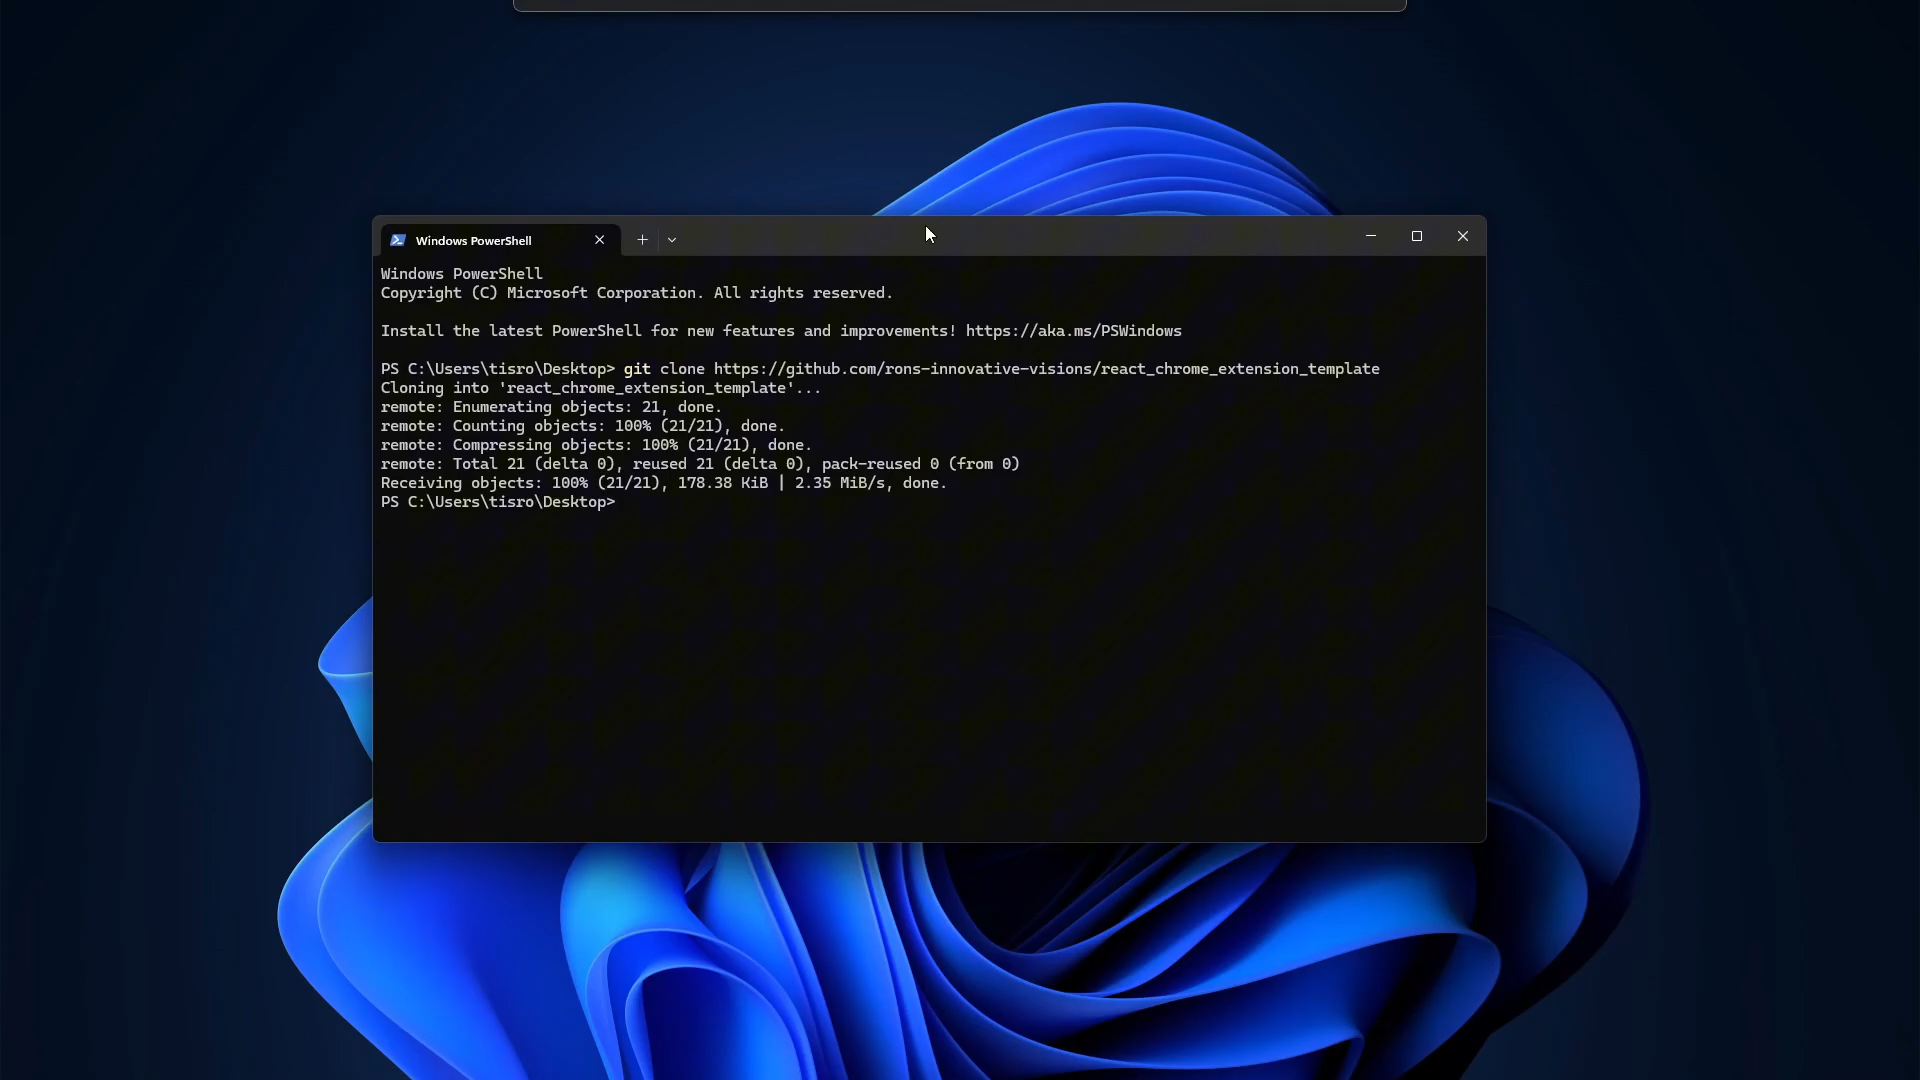 Windows PowerShell
Windows PowerShell
Copyright (C) Microsoft Corporation. All rights reserved.
Install the latest PowerShell for new features and improvements! https://aka.ms/PSWindows
PS C:\Users\tisro\Desktop> git clone https://github.com/rons-innovative-visions/react_chrome_extension_template
Cloning into 'react_chrome_extension_template'...
remote: Enumerating objects: 21, done.
remote: Counting objects: 100% (21/21), done.
remote: Compressing objects: 100% (21/21), done.
remote: Total 21 (delta 0), reused 21 (delta 0), pack-reused 0 (from 0)
Receiving objects: 100% (21/21), 178.38 KiB | 2.35 MiB/s, done.
PS C:\Users\tisro\Desktop>